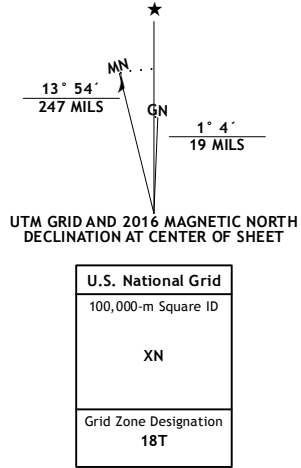 ★
MN
13° 54´
247 MILS
GN
1° 4´
19 MILS
UTM GRID AND 2016 MAGNETIC NORTH
DECLINATION AT CENTER OF SHEET
U.S. National Grid
100,000-m Square ID
XN
Grid Zone Designation
18T